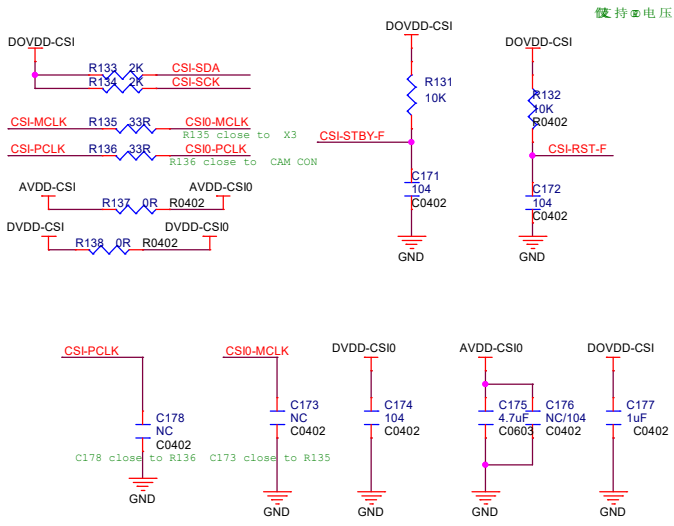 持 电压
DOVDD-CSI
R133 2K CSI-SDA
R134 2K CSI-SCK
CSI-MCLK R135 33R CSI0-MCLK
R135 close to X3
CSI-PCLK R136 33R CSI0-PCLK
R136 close to CAM CON
AVDD-CSI AVDD-CSI0
R137 0R R0402
DVDD-CSI DVDD-CSI0
R138 0R R0402
DOVDD-CSI
R131
10K
CSI-STBY-F
C171
104
C0402
GND
DOVDD-CSI
R132
10K
R0402
CSI-RST-F
C172
104
C0402
GND
CSI-PCLK
C178
NC
C0402
C178 close to R136
GND
CSI0-MCLK
C173
NC
C0402
C173 close to R135
GND
DVDD-CSI0
C174
104
C0402
GND
AVDD-CSI0
C175
4.7uF
C0603
C176
NC/104
C0402
GND
DOVDD-CSI
C177
1uF
C0402
GND